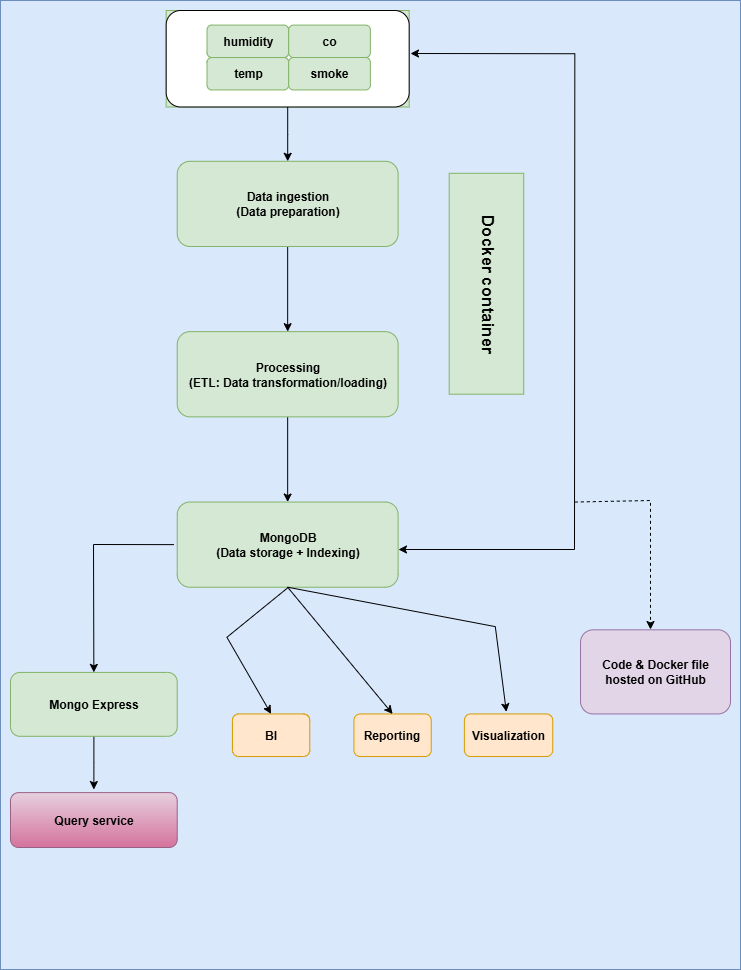 humidity
co
temp
smoke
Data ingestion
(Data preparation)
Docker container
Processing
(ETL: Data transformation/loading)
MongoDB
(Data storage + Indexing)
Code & Docker file
hosted on GitHub
Mongo Express
BI
Reporting
Visualization
Query service